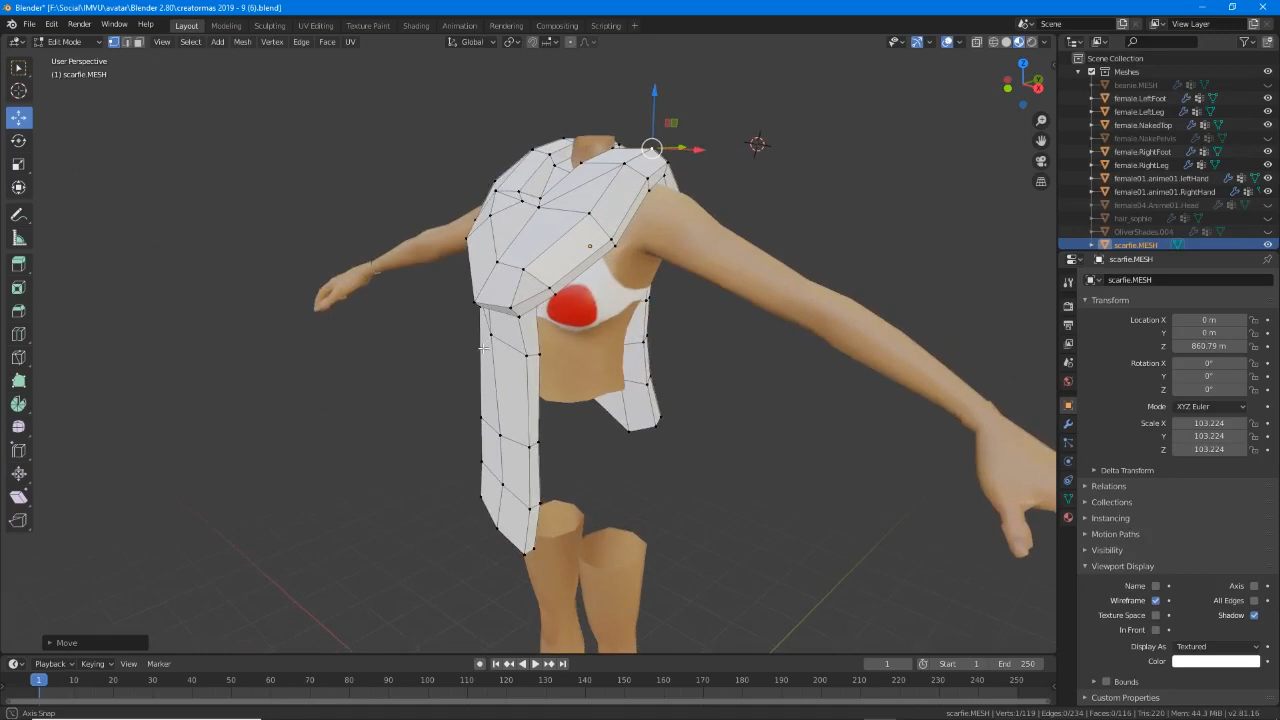 Blender* [F:\Social\IMVU\avatar\Blender 2.80\creatormas 2019 - 9 (6).blend]
File Edit Render Window Help Layout Modeling Sculpting UV Editing Texture Paint Shading Animation Rendering Compositing Scripting + Scene View Layer
Edit Mode View Select Add Mesh Vertex Edge Face UV Global
User Perspective
(1) scarfie.MESH
Scene Collection
Meshes
beanie.MESH
female.LeftFoot
female.LeftLeg
female.NakedTop
female.NakePelvis
female.RightFoot
female.RightLeg
female01.anime01.leftHand
female01.anime01.RightHand
female04.Anime01.Head
hair_sophie
OliverShades.004
scarfie.MESH
scarfie.MESH
scarfie.MESH
Transform
Location X 0 m
Y 0 m
Z 860.79 m
Rotation X 0°
Y 0°
Z 0°
Mode XYZ Euler
Scale X 103.224
Y 103.224
Z 103.224
Delta Transform
Relations
Collections
Instancing
Motion Paths
Visibility
Viewport Display
Name Axis
Wireframe All Edges
Texture Space Shadow
In Front
Display As Textured
Color
Bounds
Custom Properties
Z
Y
X
Move
Playback Keying View Marker 1 Start 1 End 250
1 10 20 30 40 50 60 70 80 90 100 110 120 130 140 150 160 170 180 190 200 210 220 230 240 250
Axis Snap scarfie.MESH | Verts:1/119 | Edges:0/234 | Faces:0/116 | Tris:220 | Mem: 44.3 MiB | v2.81.16